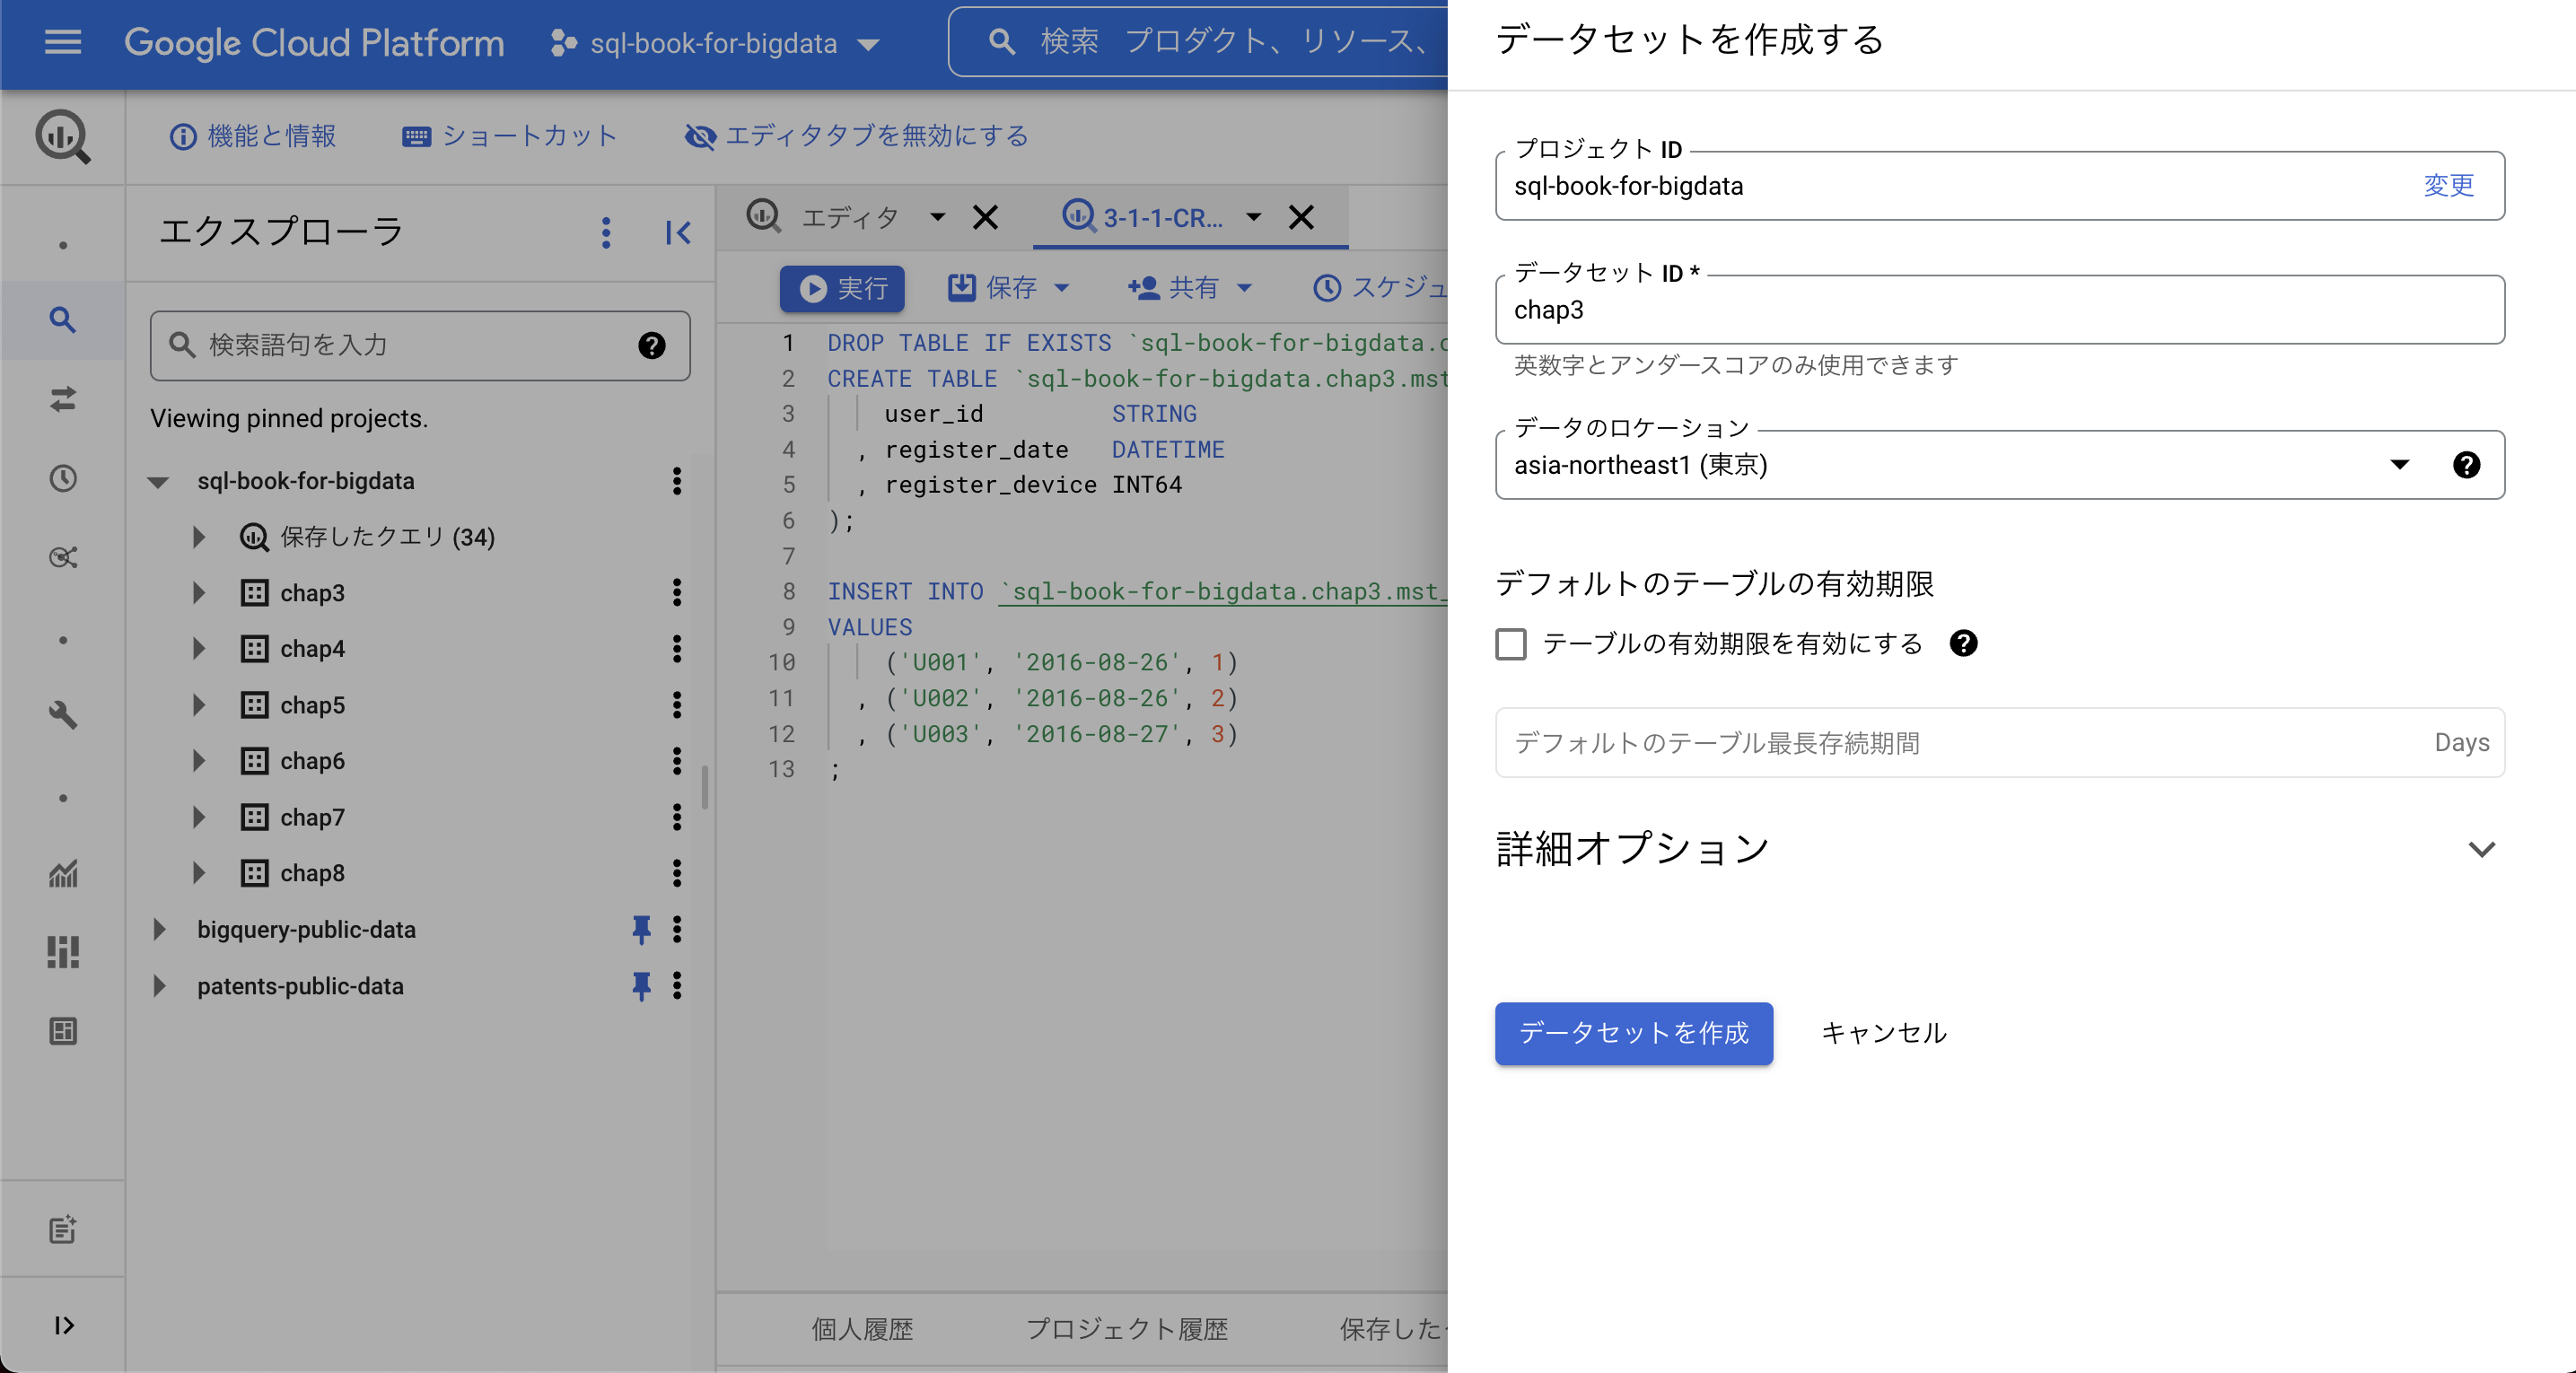 Google Cloud Platform
sql-book-for-bigdata
検索 プロダクト、リソース、
機能と情報
ショートカット
エディタタブを無効にする
エクスプローラ
検索語句を入力
Viewing pinned projects.
sql-book-for-bigdata
保存したクエリ (34)
chap3
chap4
chap5
chap6
chap7
chap8
bigquery-public-data
patents-public-data
エディタ
3-1-1-CR...
実行
保存
共有
スケジュ
1 DROP TABLE IF EXISTS `sql-book-for-bigdata.c
2 CREATE TABLE `sql-book-for-bigdata.chap3.mst
3 user_id STRING
4 , register_date DATETIME
5 , register_device INT64
6 );
7
8 INSERT INTO `sql-book-for-bigdata.chap3.mst_
9 VALUES
10 ('U001', '2016-08-26', 1)
11 , ('U002', '2016-08-26', 2)
12 , ('U003', '2016-08-27', 3)
13 ;
個人履歴
プロジェクト履歴
保存した
データセットを作成する
プロジェクト ID
sql-book-for-bigdata
変更
データセット ID *
chap3
英数字とアンダースコアのみ使用できます
データのロケーション
asia-northeast1 (東京)
デフォルトのテーブルの有効期限
テーブルの有効期限を有効にする
デフォルトのテーブル最長存続期間
Days
詳細オプション
データセットを作成
キャンセル